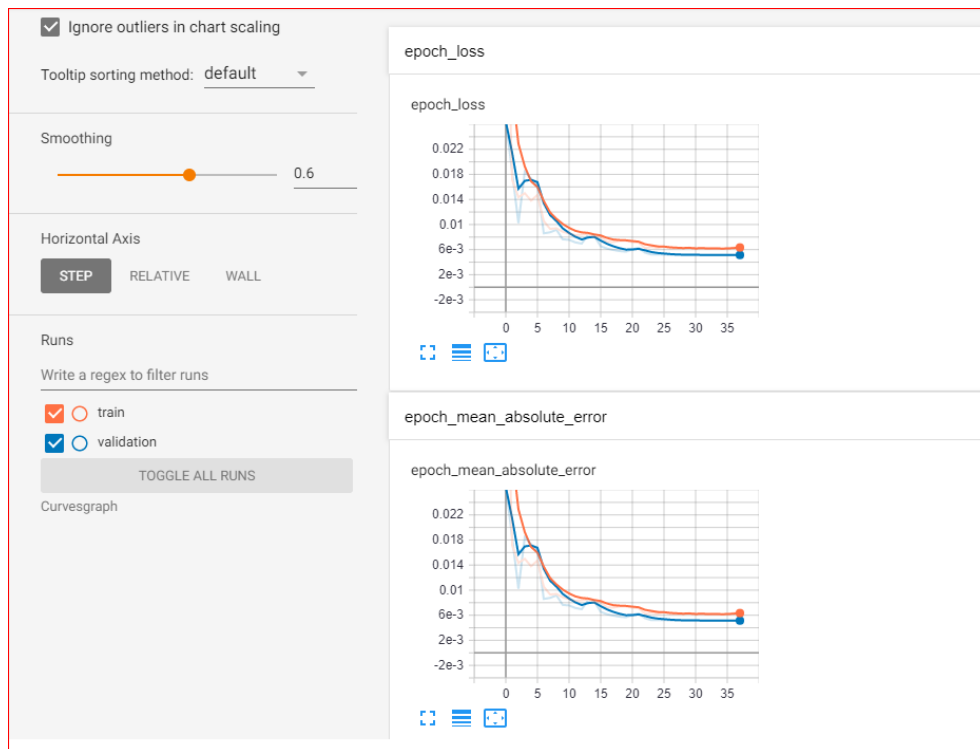 Ignore outliers in chart scaling
Tooltip sorting method: default
Smoothing
0.6
Horizontal Axis
STEP RELATIVE WALL
Runs
Write a regex to filter runs
train
validation
TOGGLE ALL RUNS
Curvesgraph
epoch_loss
epoch_loss
0.022
0.018
0.014
0.01
6e-3
2e-3
-2e-3
0 5 10 15 20 25 30 35
epoch_mean_absolute_error
epoch_mean_absolute_error
0.022
0.018
0.014
0.01
6e-3
2e-3
-2e-3
0 5 10 15 20 25 30 35